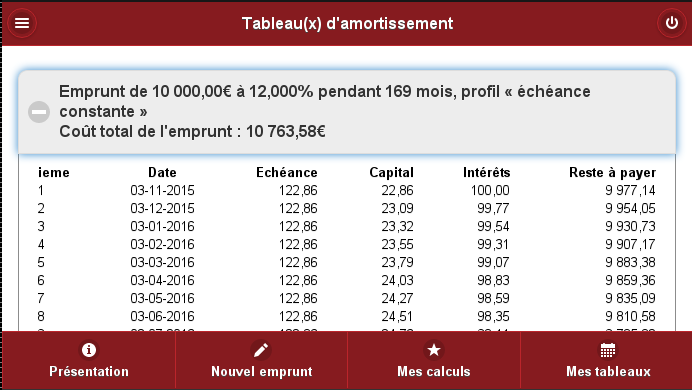 Tableau(x) d'amortissement
Emprunt de 10 000,00€ à 12,000% pendant 169 mois, profil « échéance
constante »
Coût total de l'emprunt : 10 763,58€
ieme Date Echéance Capital Intérêts Reste à payer
1 03-11-2015 122,86 22,86 100,00 9 977,14
2 03-12-2015 122,86 23,09 99,77 9 954,05
3 03-01-2016 122,86 23,32 99,54 9 930,73
4 03-02-2016 122,86 23,55 99,31 9 907,17
5 03-03-2016 122,86 23,79 99,07 9 883,38
6 03-04-2016 122,86 24,03 98,83 9 859,36
7 03-05-2016 122,86 24,27 98,59 9 835,09
8 03-06-2016 122,86 24,51 98,35 9 810,58
Présentation Nouvel emprunt Mes calculs Mes tableaux